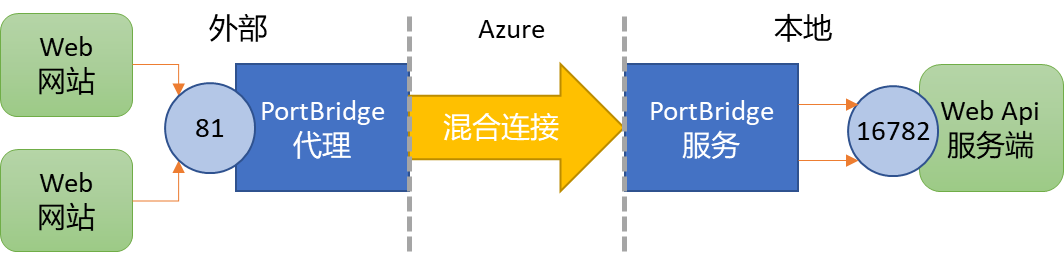 外部
Azure
本地
Web
网站
Web
网站
81
PortBridge
代理
混合连接
PortBridge
服务
16782
Web Api
服务端